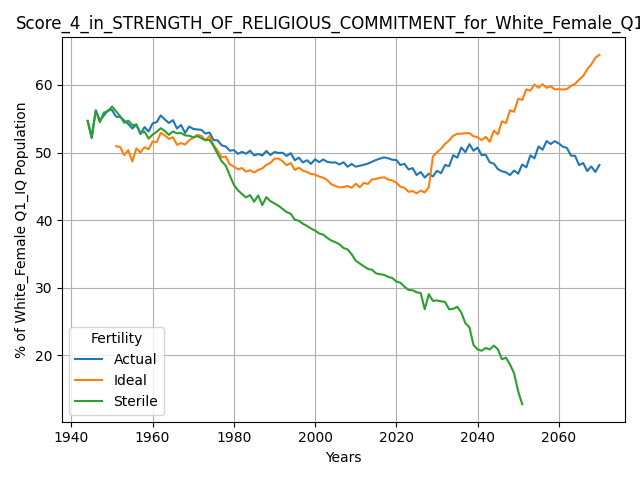 Score_4_in_STRENGTH_OF_RELIGIOUS_COMMITMENT_for_White_Female_Q1
% of White_Female Q1_IQ Population
60
50
40
30
20
Fertility
Actual
Ideal
Sterile
1940 1960 1980 2000 2020 2040 2060
Years